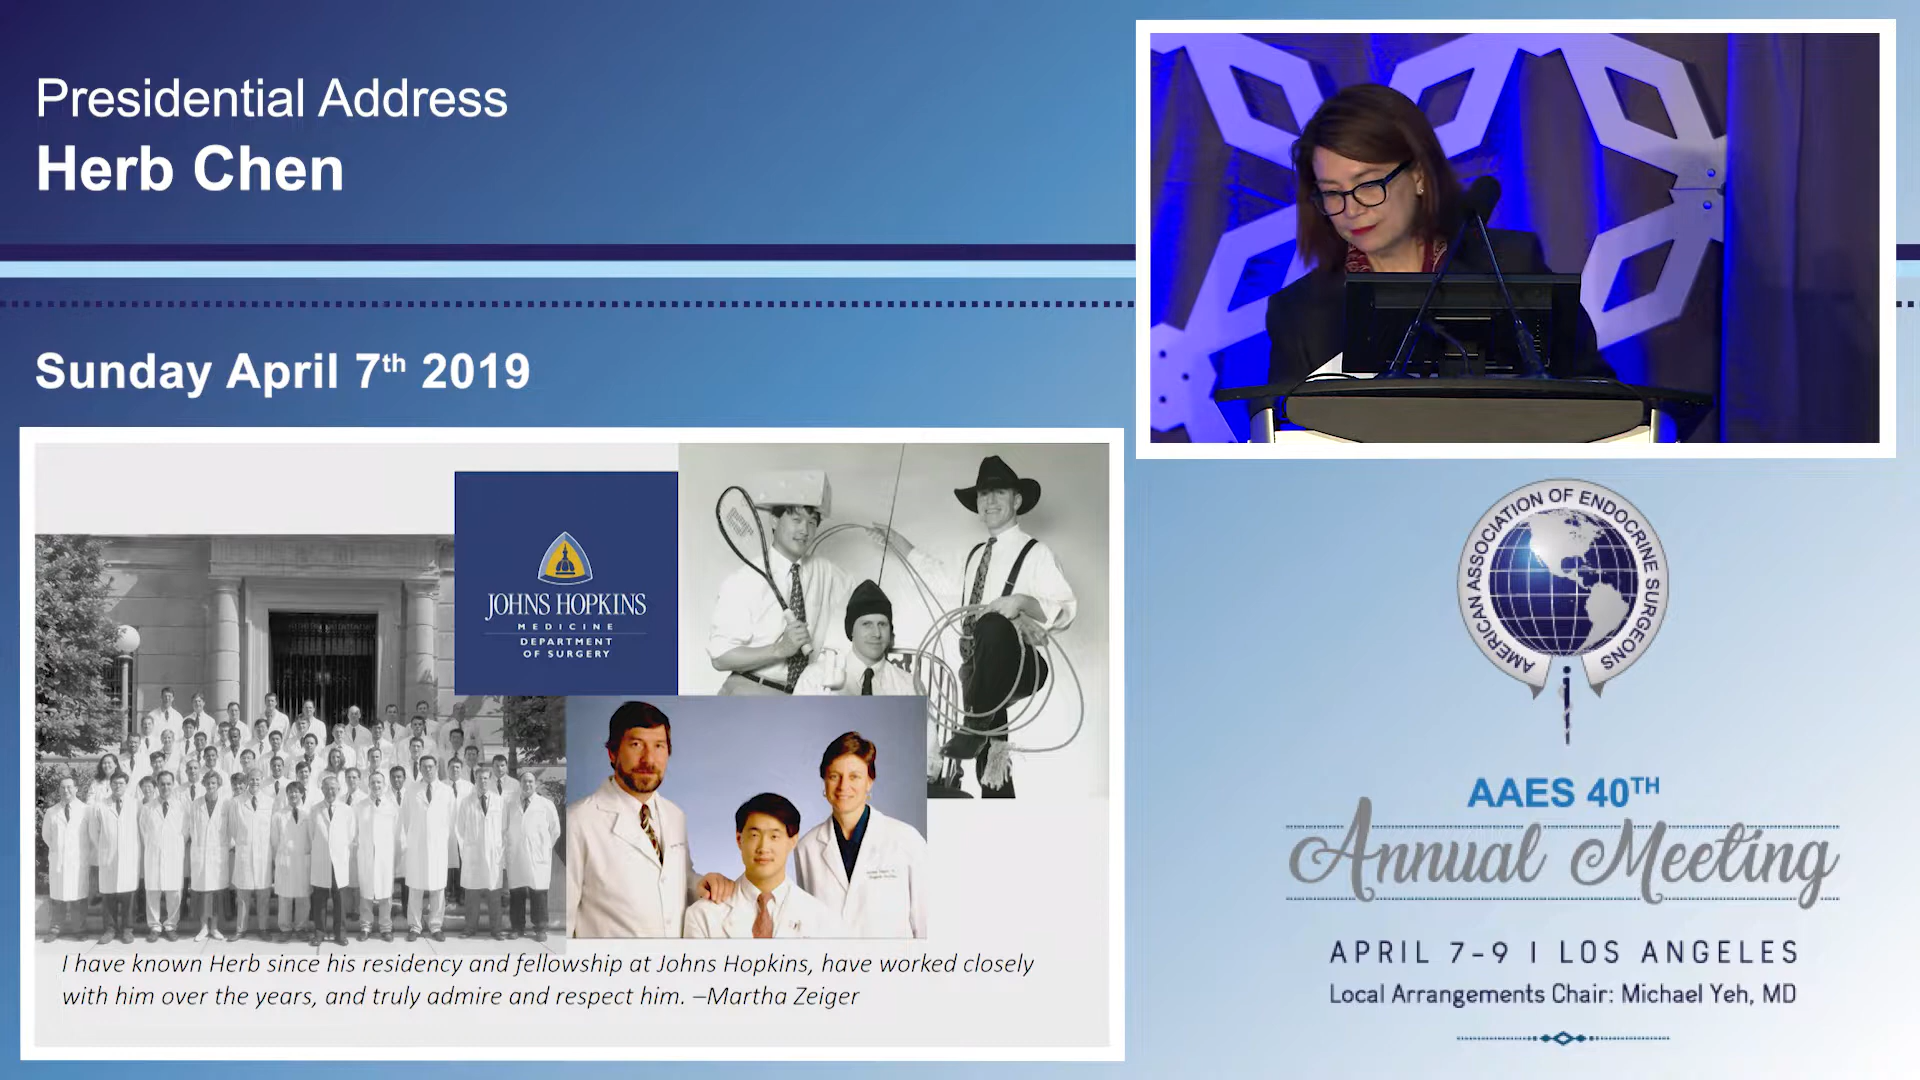 Presidential Address
Herb Chen
Sunday April 7th 2019
JOHNS HOPKINS
MEDICINE
DEPARTMENT
OF SURGERY
I have known Herb since his residency and fellowship at Johns Hopkins, have worked closely
with him over the years, and truly admire and respect him. –Martha Zeiger
AMERICAN ASSOCIATION OF ENDOCRINE SURGEONS
AAES 40TH
Annual Meeting
APRIL 7-9 | LOS ANGELES
Local Arrangements Chair: Michael Yeh, MD